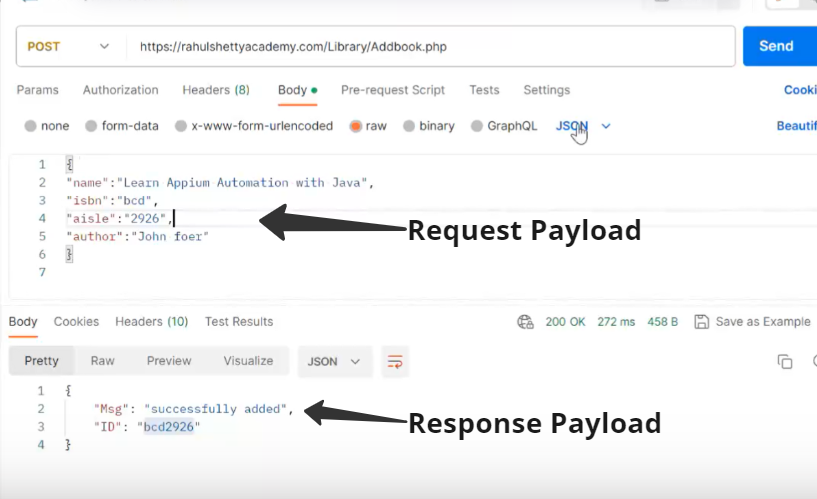 POST https://rahulshettyacademy.com/Library/Addbook.php Send
Params Authorization Headers (8) Body Pre-request Script Tests Settings
none form-data x-www-form-urlencoded raw binary GraphQL JSON
1 {
2 "name":"Learn Appium Automation with Java",
3 "isbn":"bcd",
4 "aisle":"2926",
5 "author":"John foer"
6 }
7
Request Payload
Body Cookies Headers (10) Test Results 200 OK 272 ms 458 B Save as Example
Pretty Raw Preview Visualize JSON
1 {
2 "Msg": "successfully added",
3 "ID": "bcd2926"
4 }
Response Payload